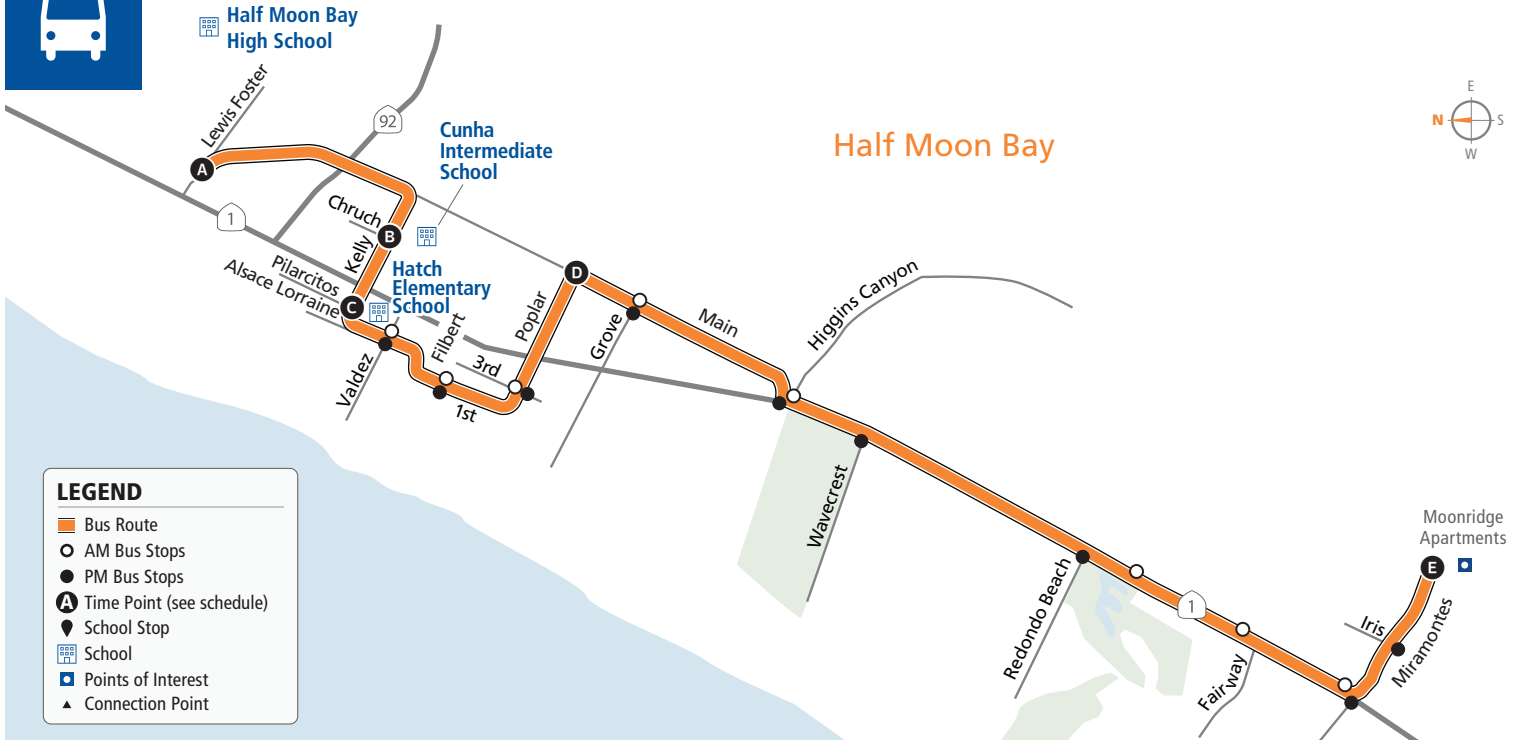 Half Moon Bay
High School
Lewis Foster
92
E
N
S
W
Cunha
Intermediate
School
Half Moon Bay
A
1
Chruch
B
Kelly
Pilarcitos
Alsace Lorraine
Hatch
Elementary
School
C
D
Filbert
Poplar
3rd
1st
Valdez
Grove
Main
Higgins Canyon
Wavecrest
Redondo Beach
1
Fairway
Iris
Miramontes
Moonridge
Apartments
E
LEGEND
Bus Route
AM Bus Stops
PM Bus Stops
A Time Point (see schedule)
School Stop
School
Points of Interest
Connection Point